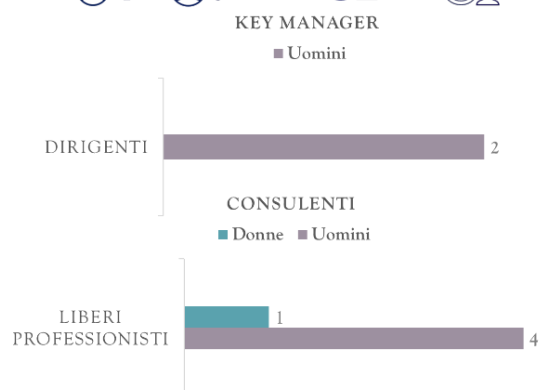 KEY MANAGER
Uomini
DIRIGENTI
2
CONSULENTI
Donne Uomini
LIBERI
PROFESSIONISTI
1
4